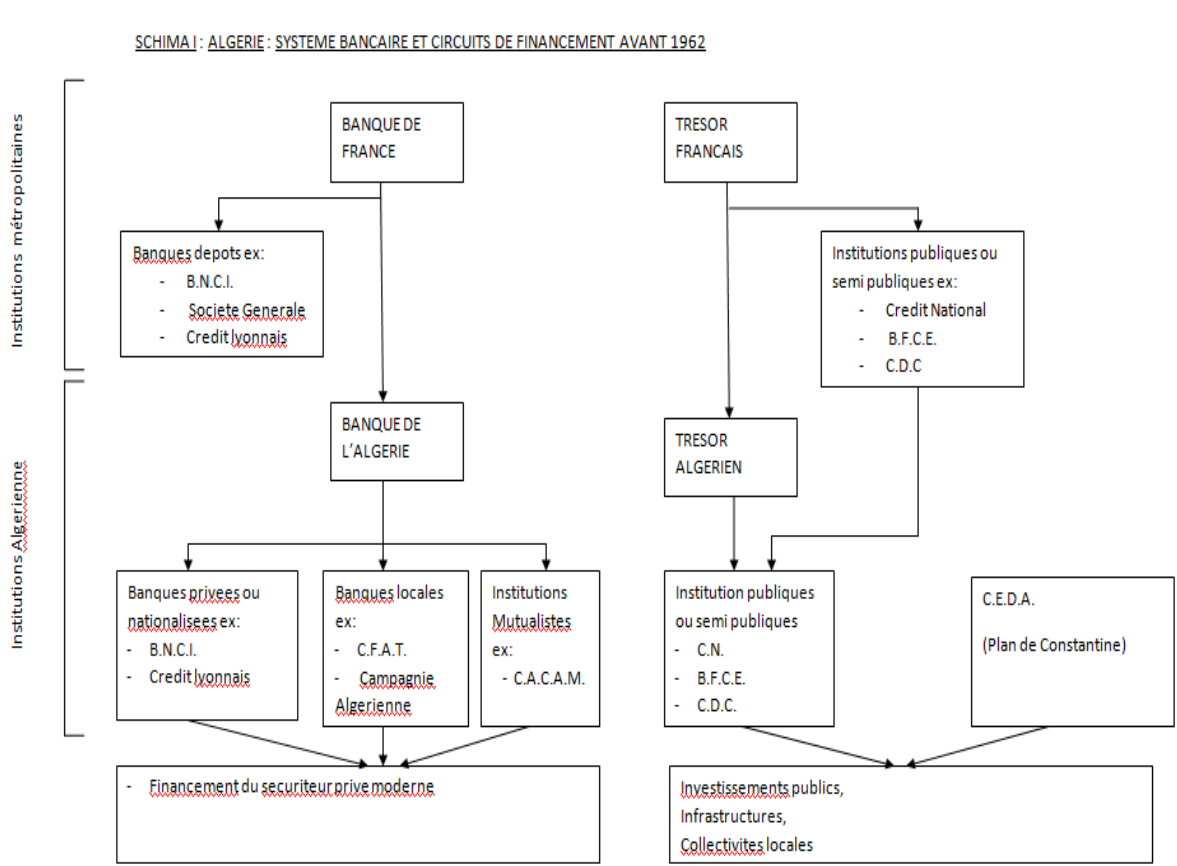 SCHIMA I : ALGERIE : SYSTEME BANCAIRE ET CIRCUITS DE FINANCEMENT AVANT 1962
Institutions métropolitaines
BANQUE DE
FRANCE
TRESOR
FRANCAIS
Banques depots ex:
- B.N.C.I.
- Societe Generale
- Credit lyonnais
Institutions publiques ou
semi publiques ex:
- Credit National
- B.F.C.E.
- C.D.C
Institutions Algerienne
BANQUE DE
L'ALGERIE
TRESOR
ALGERIEN
Banques privees ou
nationalisees ex:
- B.N.C.I.
- Credit lyonnais
Banques locales
ex:
- C.F.A.T.
- Campagnie
Algerienne
Institutions
Mutualistes
ex:
- C.A.C.A.M.
Institution publiques
ou semi publiques
- C.N.
- B.F.C.E.
- C.D.C.
C.E.D.A.
(Plan de Constantine)
- Financement du securiteur prive moderne
Investissements publics,
Infrastructures,
Collectivites locales